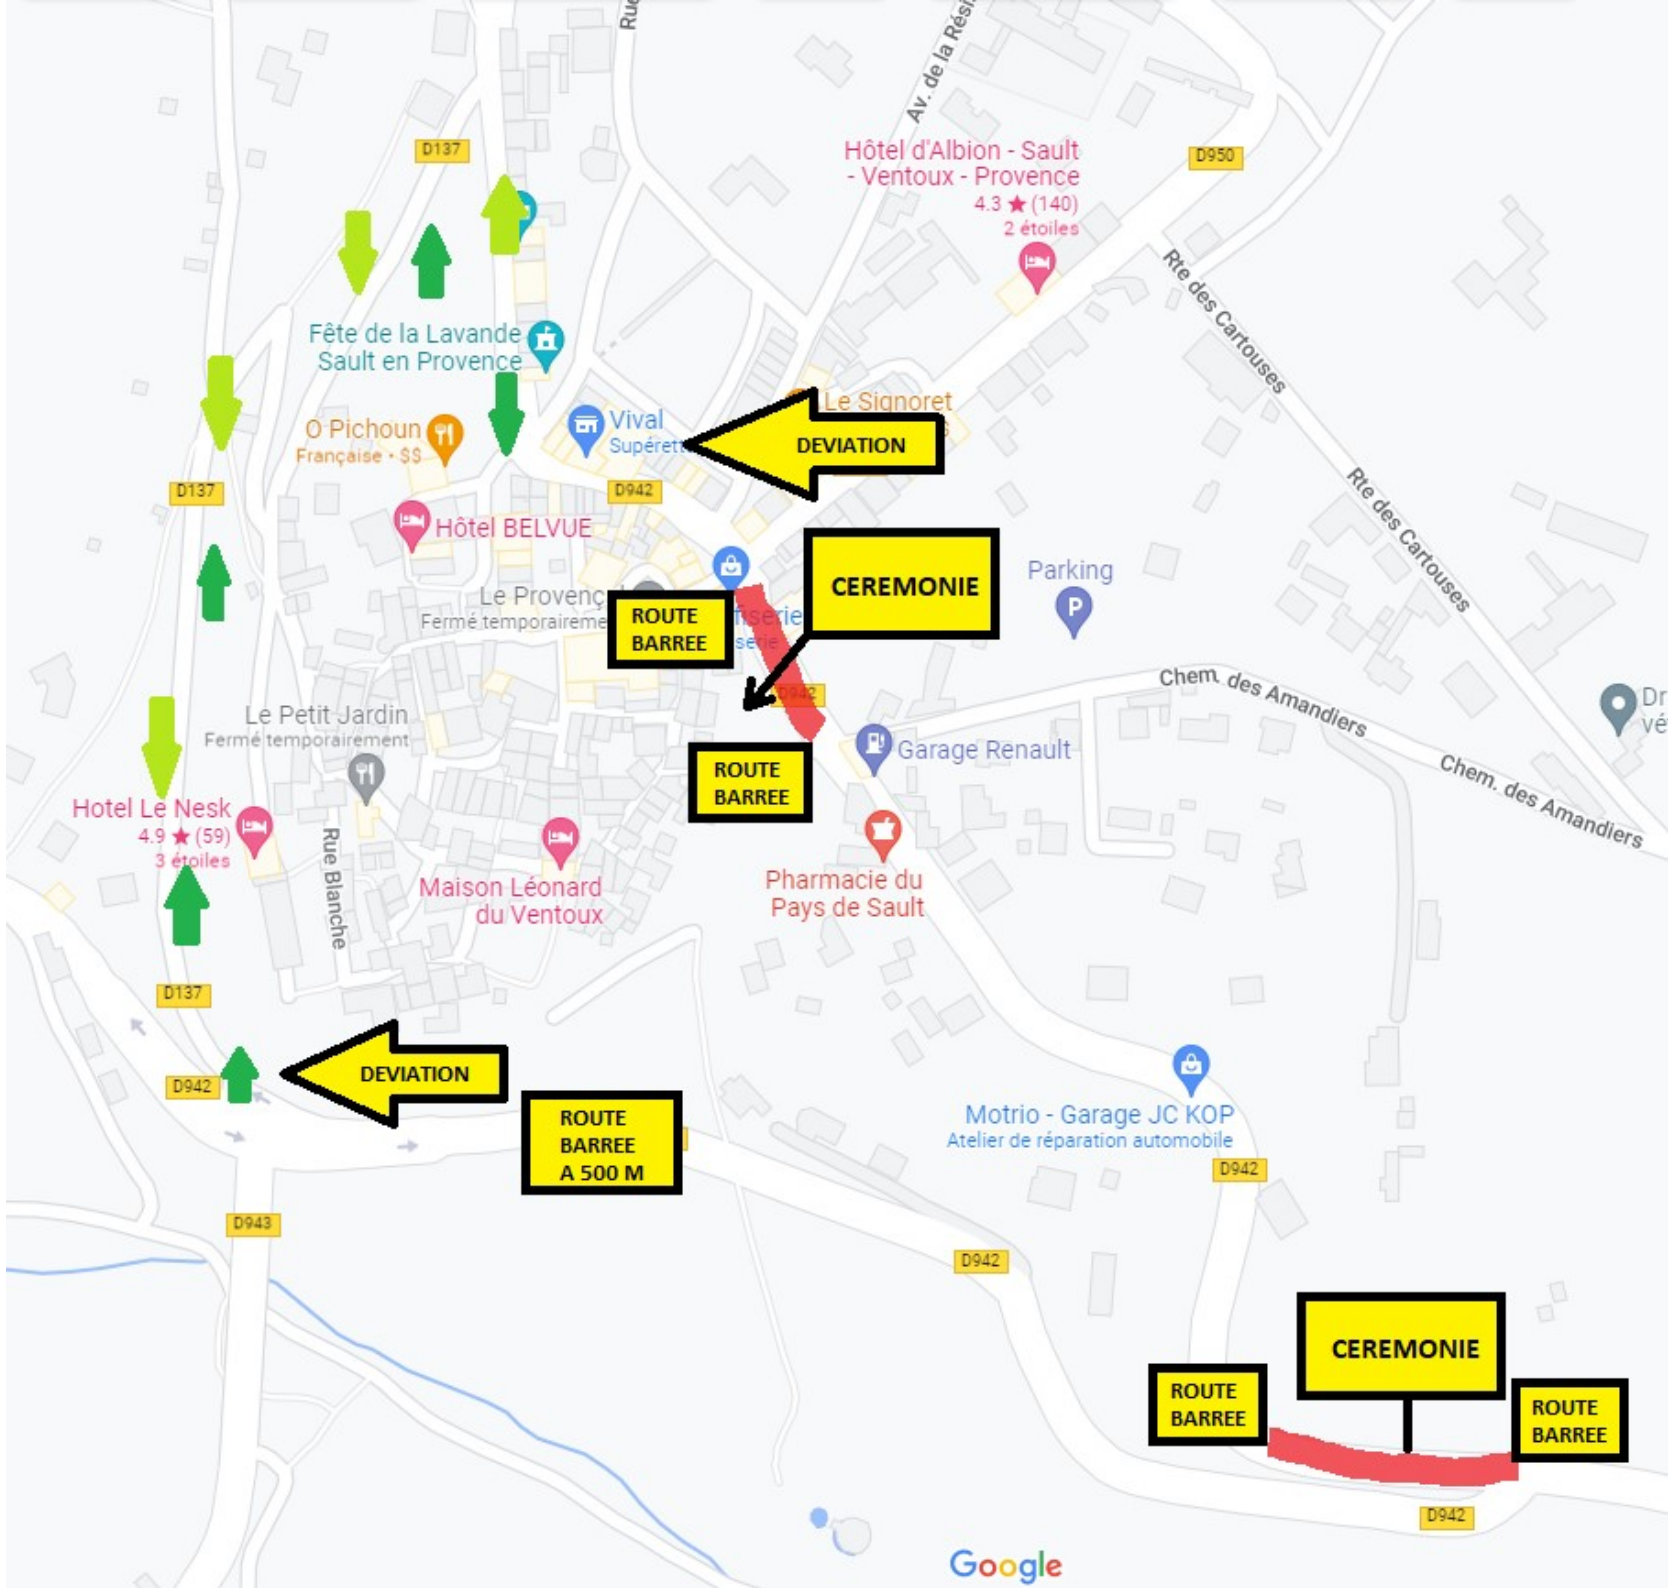 Rue
Av. de la Rési
D137
Hôtel d'Albion - Sault
- Ventoux - Provence
4.3 ★ (140)
2 étoiles
D950
Rte des Cartouses
Fête de la Lavande
Sault en Provence
O Pichoun
Française • $$
Vival
Supérett
Le Signoret
DEVIATION
D137
D942
Rte des Cartouses
Hôtel BELVUE
CEREMONIE
Parking
Le Provenç
Fermé temporaireme
ROUTE
BARREE
fiserie
serie
D942
Chem. des Amandiers
Dr
vé
Le Petit Jardin
Fermé temporairement
Garage Renault
ROUTE
BARREE
Chem. des Amandiers
Hotel Le Nesk
4.9 ★ (59)
3 étoiles
Rue Blanche
Maison Léonard
du Ventoux
Pharmacie du
Pays de Sault
D137
DEVIATION
D942
ROUTE
BARREE
A 500 M
Motrio - Garage JC KOP
Atelier de réparation automobile
D942
D943
D942
CEREMONIE
ROUTE
BARREE
ROUTE
BARREE
D942
Google